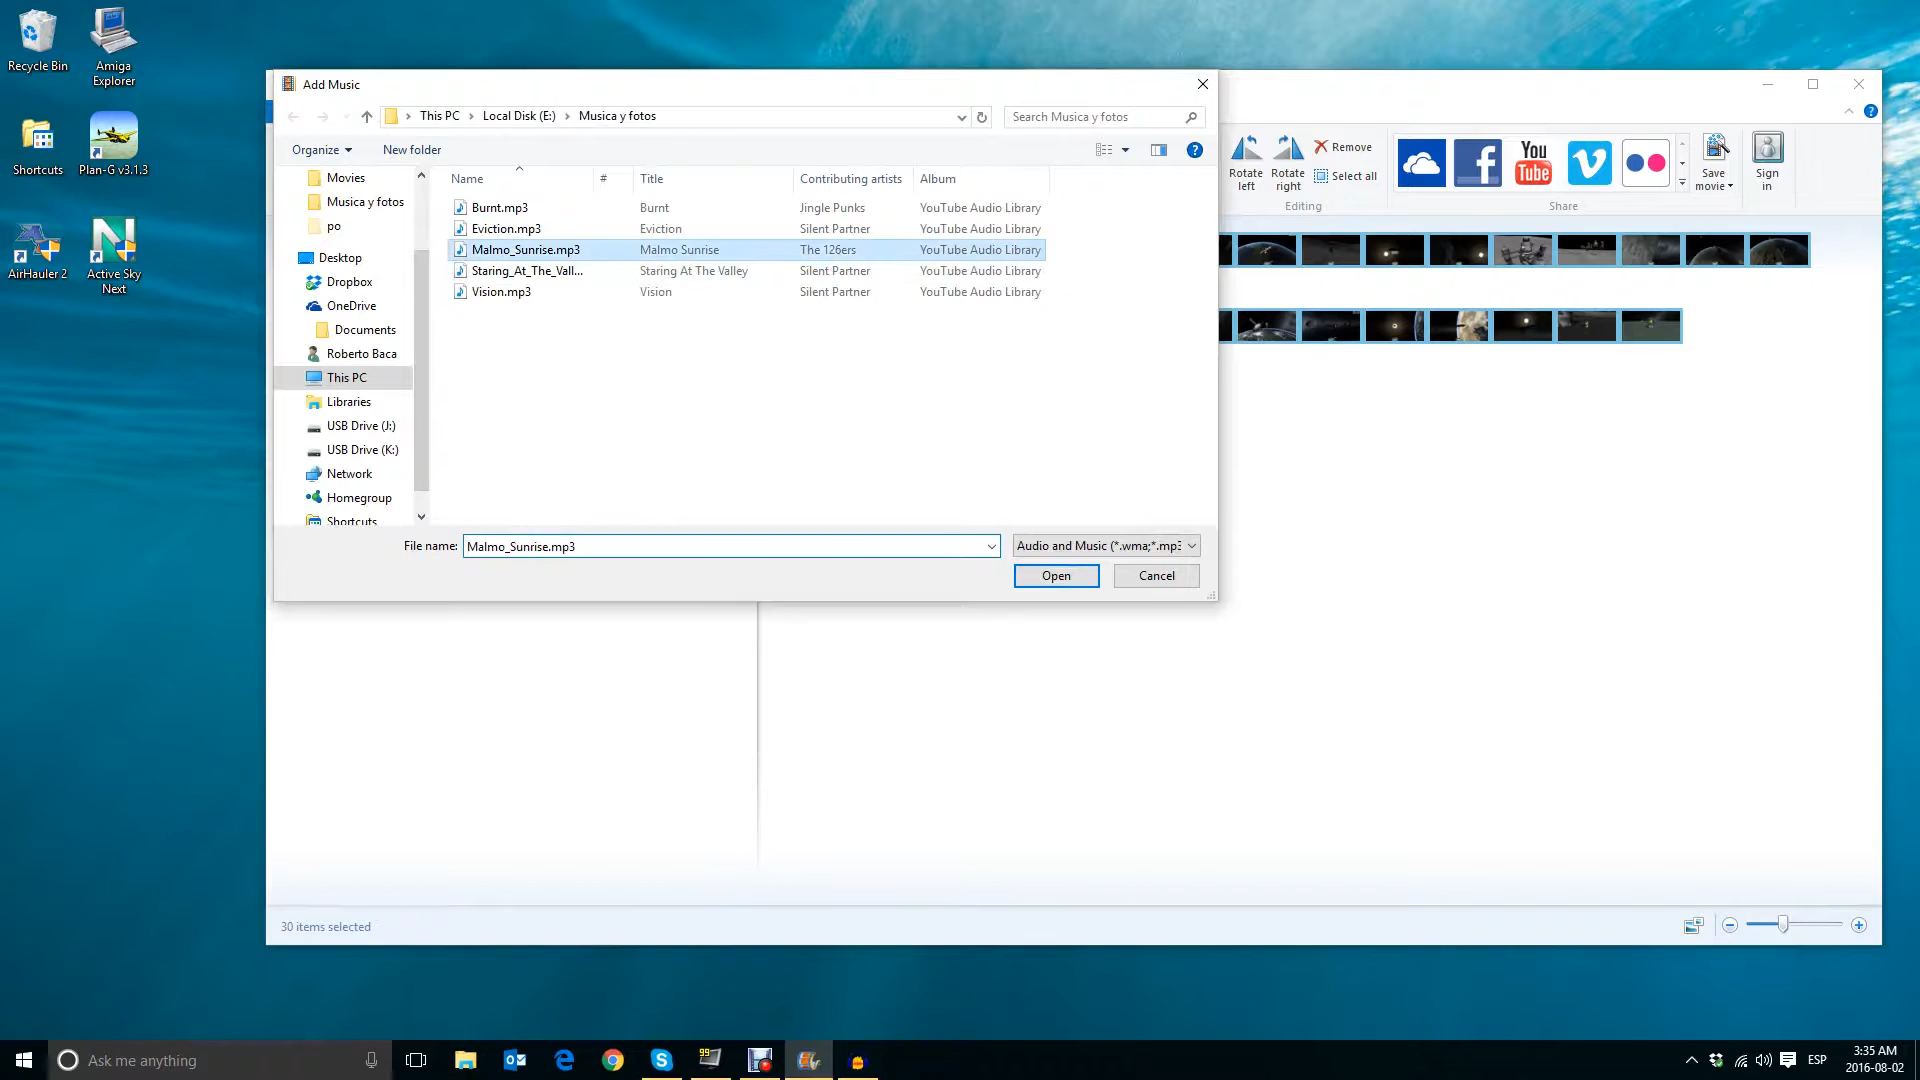 Recycle Bin
Amiga
Explorer
Shortcuts
Plan-G v3.1.3
AirHauler 2
Active Sky
Next
Add Music
This PC
Local Disk (E:)
Musica y fotos
Search Musica y fotos
Organize
New folder
Movies
Musica y fotos
po
Desktop
Dropbox
OneDrive
Documents
Roberto Baca
This PC
Libraries
USB Drive (J:)
USB Drive (K:)
Network
Homegroup
Shortcuts
Name # Title Contributing artists Album
Burnt.mp3 Burnt Jingle Punks YouTube Audio Library
Eviction.mp3 Eviction Silent Partner YouTube Audio Library
Malmo_Sunrise.mp3 Malmo Sunrise The 126ers YouTube Audio Library
Staring_At_The_Vall... Staring At The Valley Silent Partner YouTube Audio Library
Vision.mp3 Vision Silent Partner YouTube Audio Library
File name: Malmo_Sunrise.mp3
Audio and Music (*.wma;*.mp3
Open
Cancel
Rotate
left
Rotate
right
Remove
Select all
Editing
You
Tube
Share
Save
movie
Sign
in
30 items selected
Ask me anything
99
ESP
3:35 AM
2016-08-02